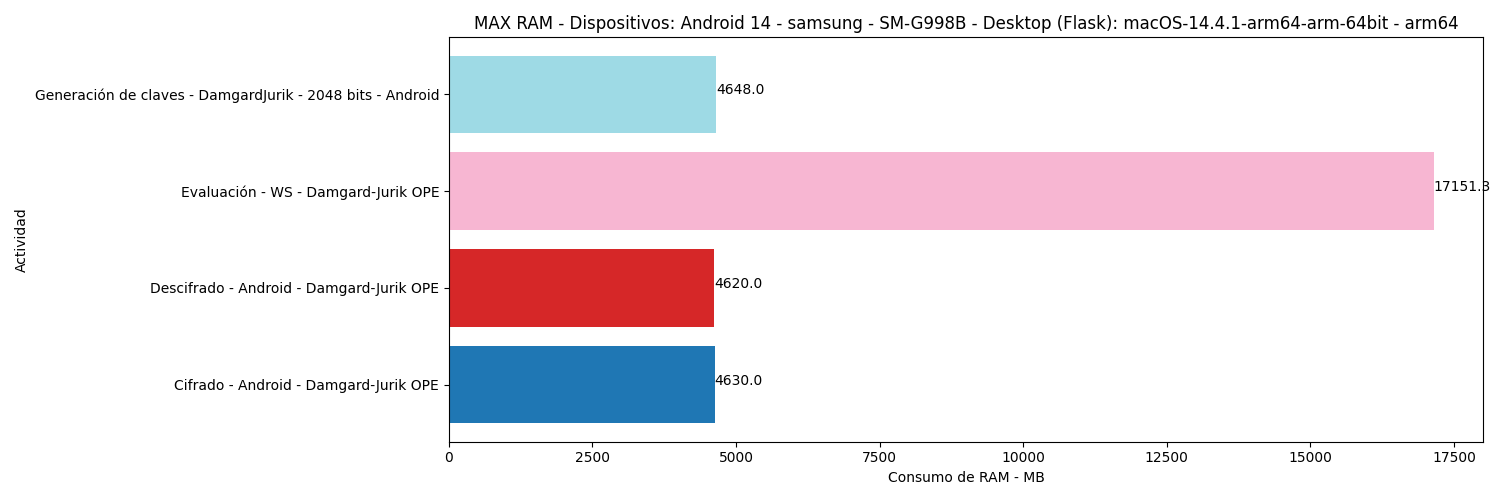 MAX RAM - Dispositivos: Android 14 - samsung - SM-G998B - Desktop (Flask): macOS-14.4.1-arm64-arm-64bit - arm64
Generación de claves - DamgardJurik - 2048 bits - Android
4648.0
Evaluación - WS - Damgard-Jurik OPE
17151.3
Descifrado - Android - Damgard-Jurik OPE
4620.0
Cifrado - Android - Damgard-Jurik OPE
4630.0
Actividad
0 2500 5000 7500 10000 12500 15000 17500
Consumo de RAM - MB